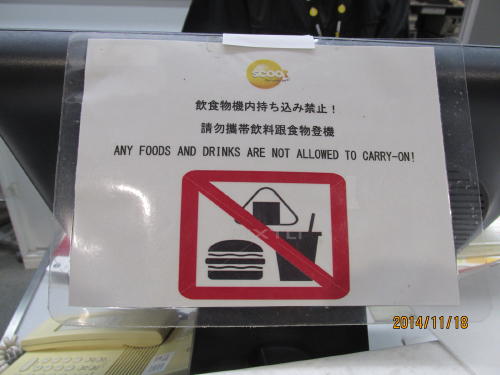 scoot
飲食物機内持ち込み禁止！
請勿攜帶飲料跟食物登機
ANY FOODS AND DRINKS ARE NOT ALLOWED TO CARRY-ON!
2014/11/18